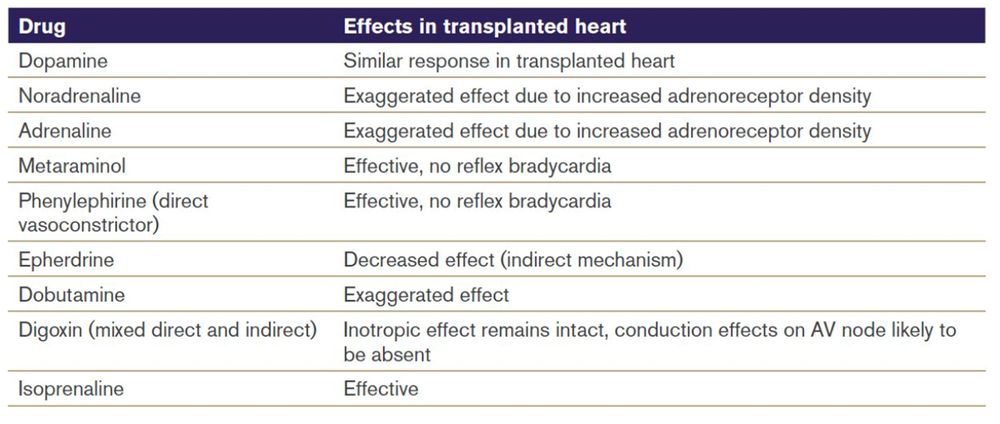 Drug Effects in transplanted heart
Dopamine Similar response in transplanted heart
Noradrenaline Exaggerated effect due to increased adrenoreceptor density
Adrenaline Exaggerated effect due to increased adrenoreceptor density
Metaraminol Effective, no reflex bradycardia
Phenylephirine (direct Effective, no reflex bradycardia
vasoconstrictor)
Epherdrine Decreased effect (indirect mechanism)
Dobutamine Exaggerated effect
Digoxin (mixed direct and indirect) Inotropic effect remains intact, conduction effects on AV node likely to
be absent
Isoprenaline Effective